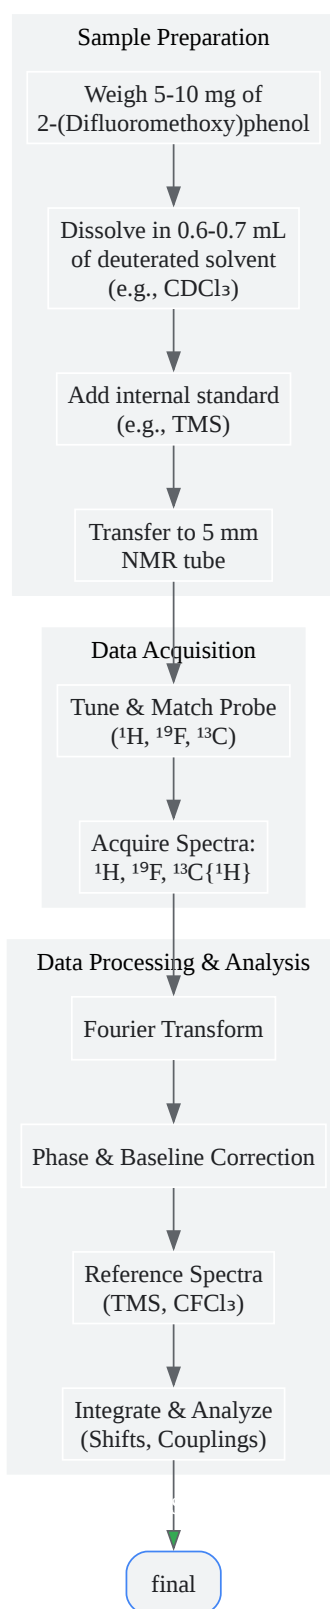 Sample Preparation
Weigh 5-10 mg of
2-(Difluoromethoxy)phenol
Dissolve in 0.6-0.7 mL
of deuterated solvent
(e.g., CDCl₃)
Add internal standard
(e.g., TMS)
Transfer to 5 mm
NMR tube
Data Acquisition
Tune & Match Probe
(¹H, ¹⁹F, ¹³C)
Acquire Spectra:
¹H, ¹⁹F, ¹³C{¹H}
Data Processing & Analysis
Fourier Transform
Phase & Baseline Correction
Reference Spectra
(TMS, CFCl₃)
Integrate & Analyze
(Shifts, Couplings)
final